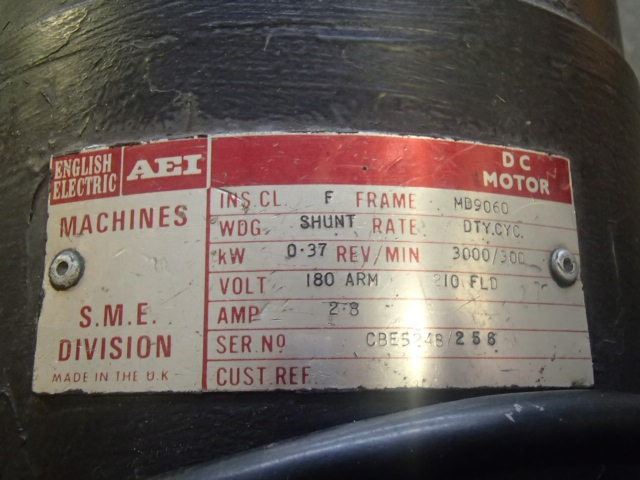 ENGLISH ELECTRIC AEI
MACHINES
S.M.E.
DIVISION
MADE IN THE U.K
DC MOTOR
INS.CL. F FRAME MD9060
WDG. SHUNT RATE DTY.CYC.
kW 0·37 REV/MIN 3000/300
VOLT 180 ARM 210 FLD
AMP 2·8
SER.Nº CBE5248/256
CUST.REF.